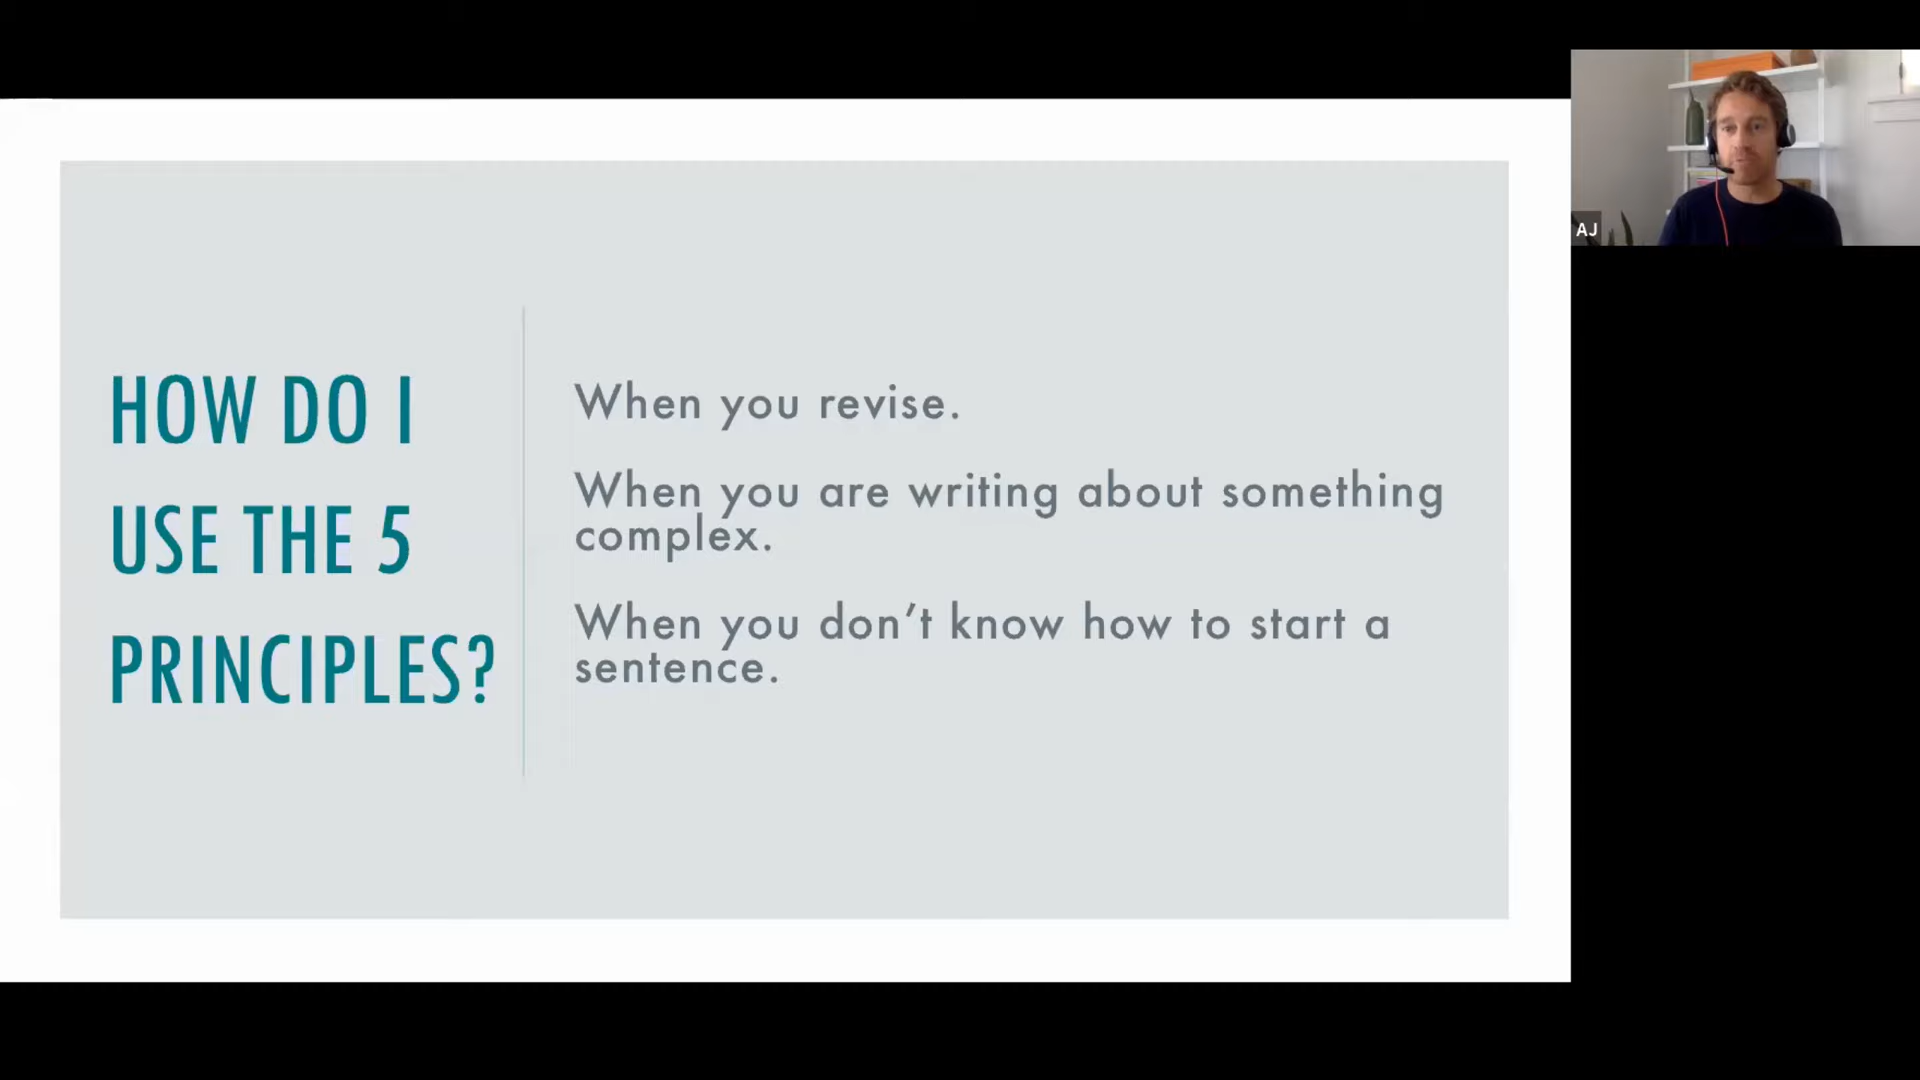 HOW DO I
USE THE 5
PRINCIPLES?
When you revise.
When you are writing about something
complex.
When you don’t know how to start a
sentence.
AJ